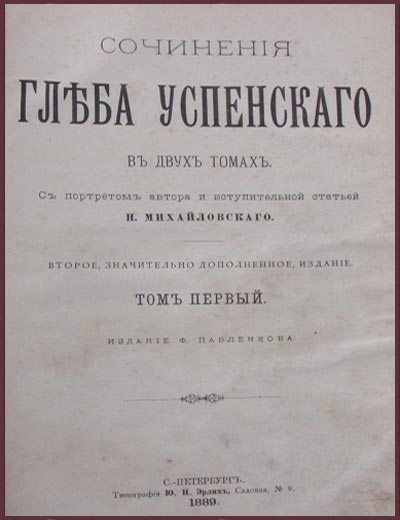 СОЧИНЕНІЯ
ГЛѢБА УСПЕНСКАГО
ВЪ ДВУХЪ ТОМАХЪ.
Съ портретомъ автора и вступительной статьей
Н. МИХАЙЛОВСКАГО.
ВТОРОЕ, ЗНАЧИТЕЛЬНО ДОПОЛНЕННОЕ, ИЗДАНІЕ.
ТОМЪ ПЕРВЫЙ.
ИЗДАНІЕ Ф. ПАВЛЕНКОВА
С.-ПЕТЕРБУРГЪ.
Типографія Ю. Н. Эрлихъ, Садовая, № 9.
1889.